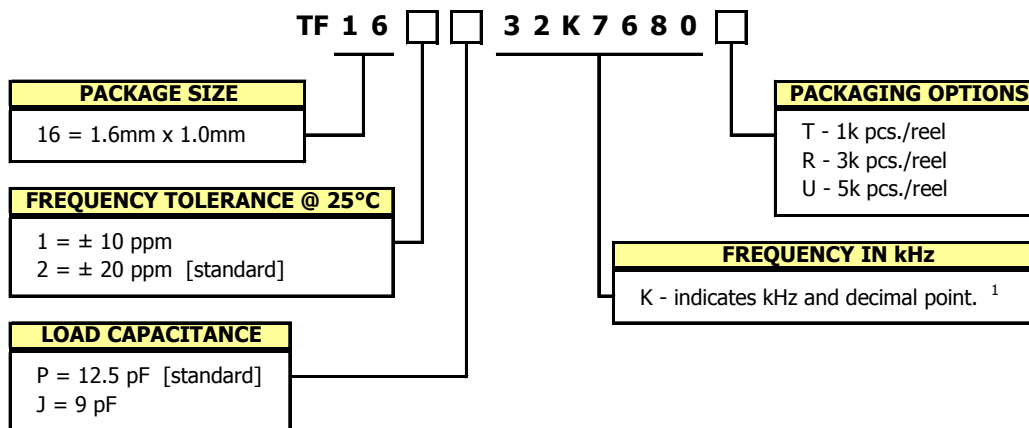 TF 1 6 3 2 K 7 6 8 0
PACKAGE SIZE
16 = 1.6mm x 1.0mm
FREQUENCY TOLERANCE @ 25°C
1 = ± 10 ppm
2 = ± 20 ppm [standard]
LOAD CAPACITANCE
P = 12.5 pF [standard]
J = 9 pF
PACKAGING OPTIONS
T - 1k pcs./reel
R - 3k pcs./reel
U - 5k pcs./reel
FREQUENCY IN kHz
K - indicates kHz and decimal point. 1